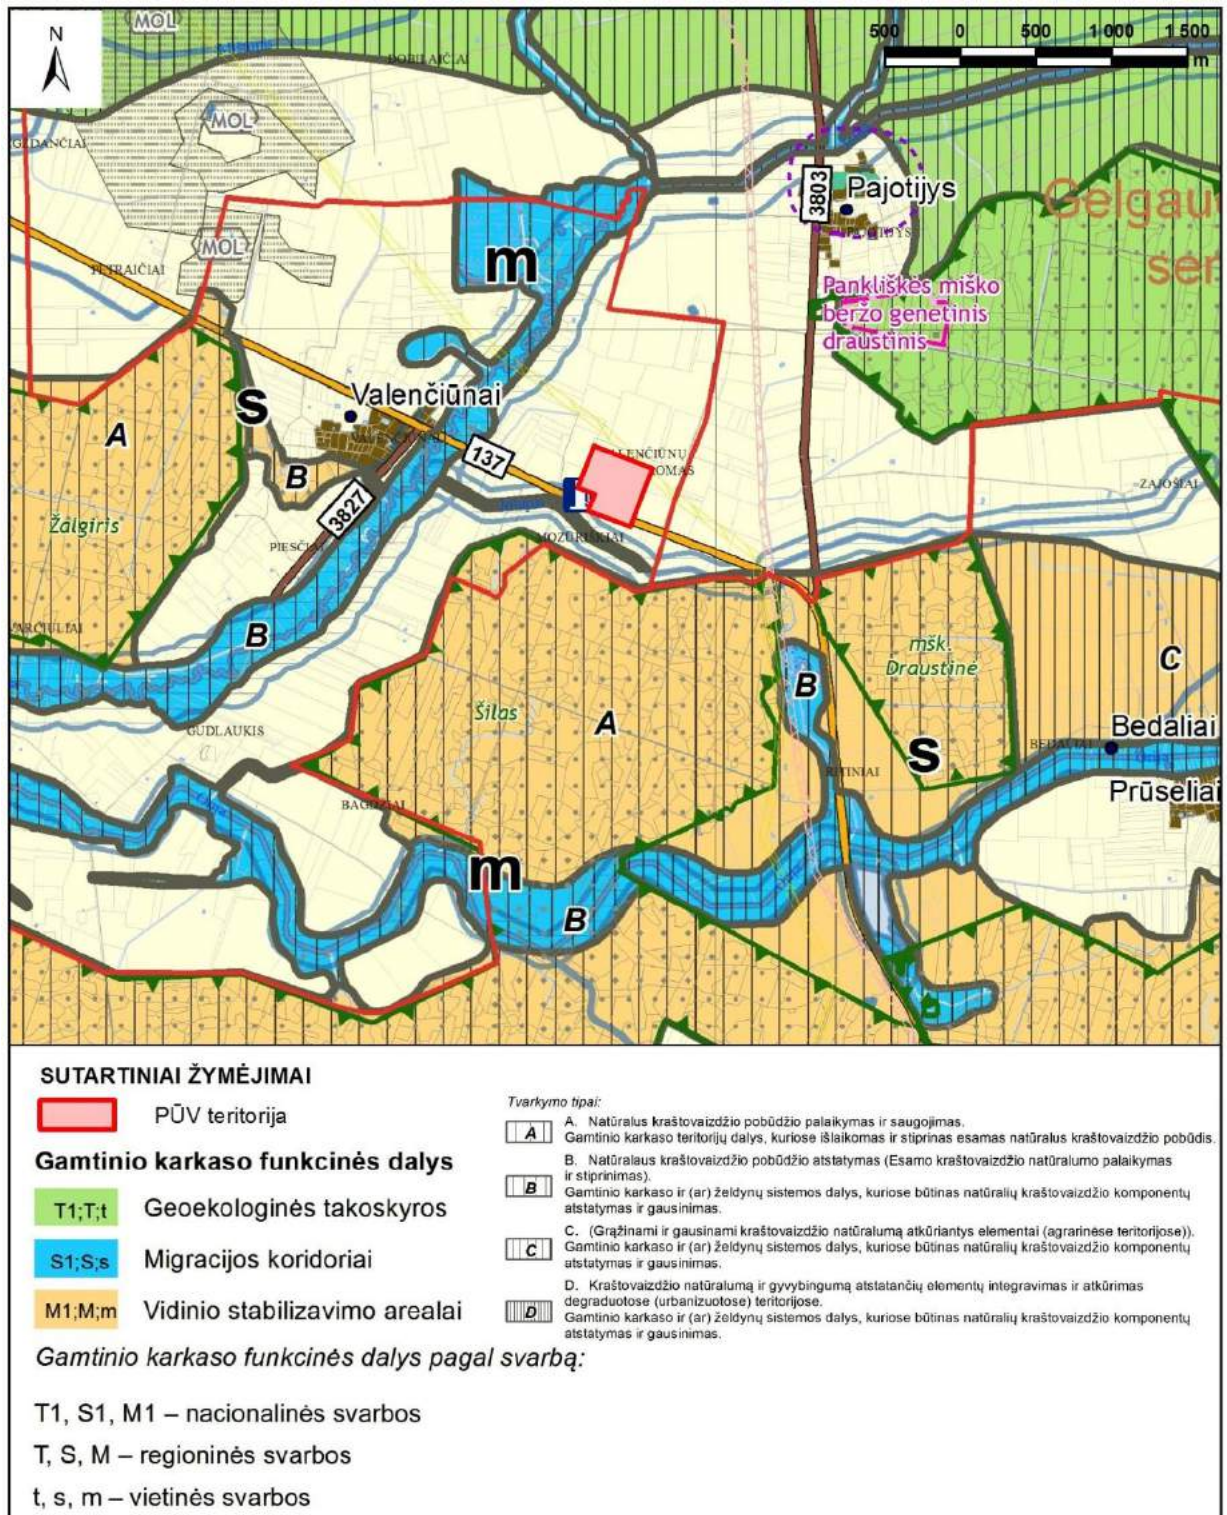 MOL
N
500 0 500 1 000 1 500
m
MOL
3803
Pajotijys
Gelgau
šer
MOL
PETRAIČIAI
m
Pankliškės miško
beržo genetinis
draustinis
S
Valenčiūnai
A
137
B
ŽAJOŠIAI
Žalgiris
3827
MOZŪRIŠKIAI
B
mšk.
Draustinė
C
B
Šilas
A
GUDLAUKIS
S
Bedaliai
BAGDŽIAI
Prūseliai
m
B
SUTARTINIAI ŽYMĖJIMAI
PŪV teritorija
Gamtinio karkaso funkcinės dalys
T1;T;t Geoekologinės takoskyros
S1;S;s Migracijos koridoriai
M1;M;m Vidinio stabilizavimo arealai
Gamtinio karkaso funkcinės dalys pagal svarbą:
T1, S1, M1 – nacionalinės svarbos
T, S, M – regioninės svarbos
t, s, m – vietinės svarbos
Tvarkymo tipai:
A A. Natūralus kraštovaizdžio pobūdžio palaikymas ir saugojimas.
Gamtinio karkaso teritorijų dalys, kuriose išlaikomas ir stiprinas esamas natūralus kraštovaizdžio pobūdis.
B. Natūralaus kraštovaizdžio pobūdžio atstatymas (Esamo kraštovaizdžio natūralumo palaikymas
ir stiprinimas).
B Gamtinio karkaso ir (ar) želdynų sistemos dalys, kuriose būtinas natūralių kraštovaizdžio komponentų
atstatymas ir gausinimas.
C. (Grąžinami ir gausinami kraštovaizdžio natūralumą atkūriantys elementai (agrarinėse teritorijose)).
C Gamtinio karkaso ir (ar) želdynų sistemos dalys, kuriose būtinas natūralių kraštovaizdžio komponentų
atstatymas ir gausinimas.
D. Kraštovaizdžio natūralumą ir gyvybingumą atstatančių elementų integravimas ir atkūrimas
degraduotose (urbanizuotose) teritorijose.
D Gamtinio karkaso ir (ar) želdynų sistemos dalys, kuriose būtinas natūralių kraštovaizdžio komponentų
atstatymas ir gausinimas.